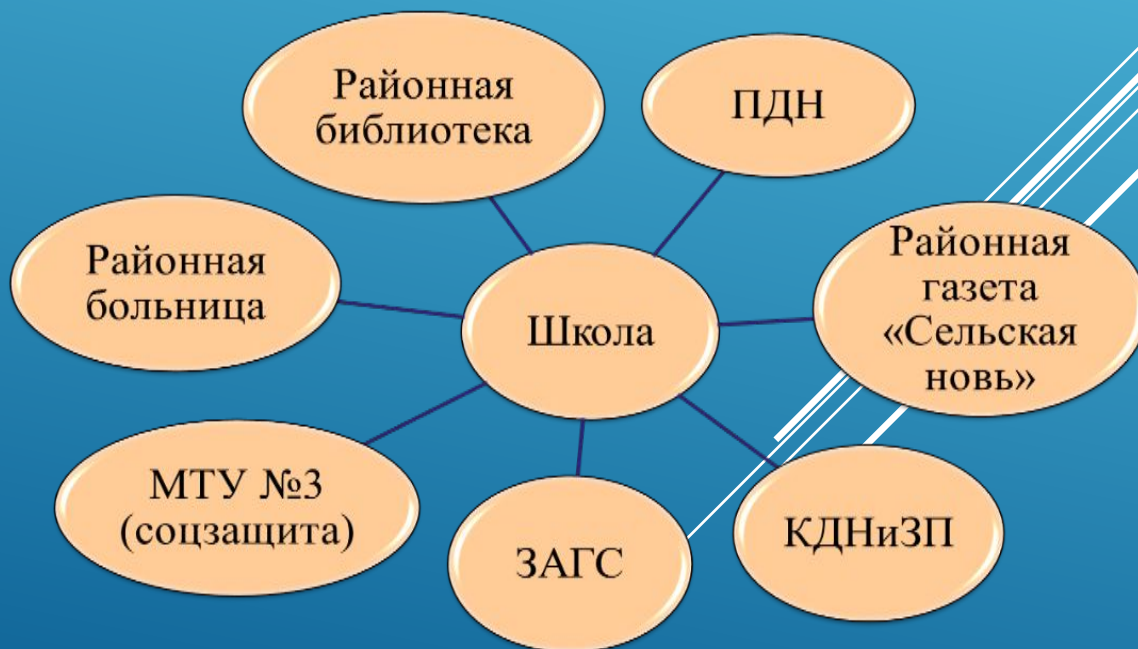 Районная
библиотека
ПДН
Районная
газета
«Сельская
новь»
Районная
больница
Школа
МТУ №3
(соцзащита)
ЗАГС
КДНиЗП